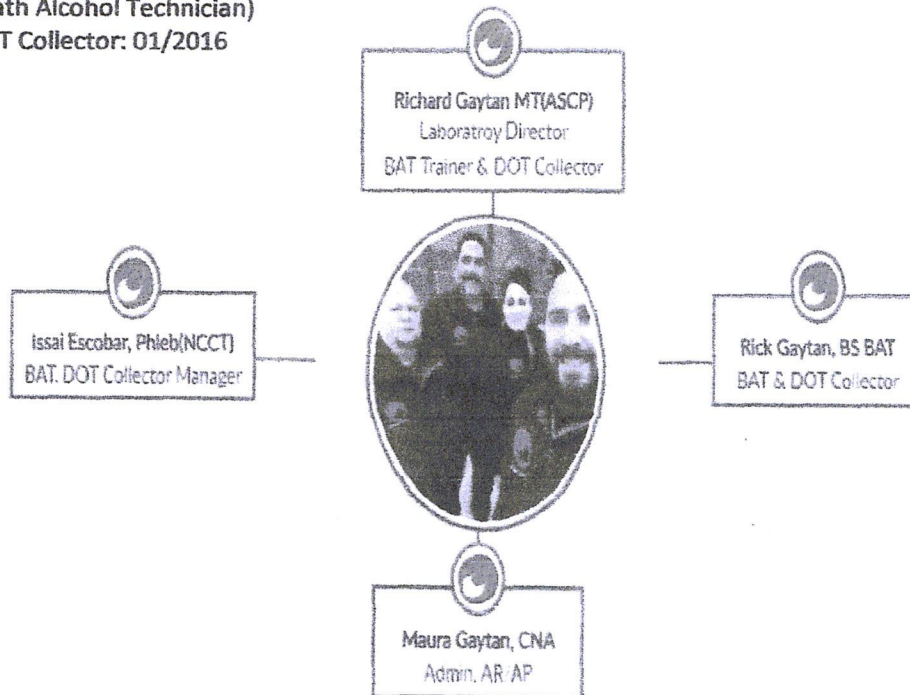 ath Alcohol Technician)
T Collector: 01/2016
Richard Gaytan MT(ASCP)
Laboratroy Director
BAT Trainer & DOT Collector
Issai Escobar, Phleb(NCCT)
BAT. DOT Collector Manager
Rick Gaytan, BS BAT
BAT & DOT Collector
Maura Gaytan, CNA
Admin, AR/AP